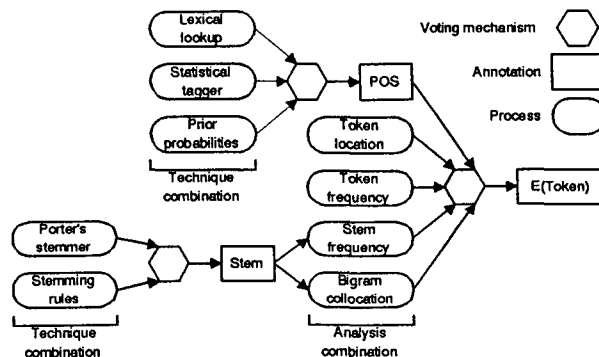 Lexical
lookup
Statistical
tagger
Prior
probabilities
Technique
combination
POS
Voting mechanism
Annotation
Process
Token
location
Token
frequency
E(Token)
Porter's
stemmer
Stemming
rules
Technique
combination
Stem
Stem
frequency
Bigram
collocation
Analysis
combination